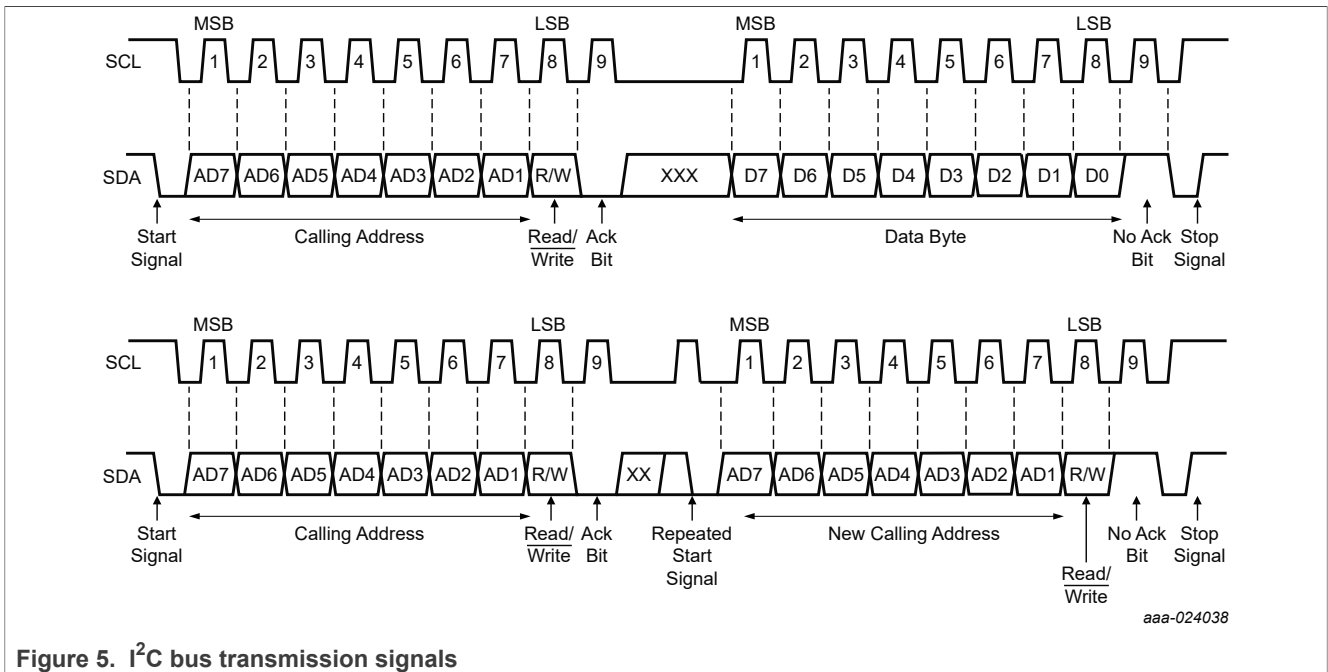 MSB LSB MSB LSB
SCL 1 2 3 4 5 6 7 8 9 1 2 3 4 5 6 7 8 9
SDA AD7 AD6 AD5 AD4 AD3 AD2 AD1 R/W XXX D7 D6 D5 D4 D3 D2 D1 D0
Start Signal
Calling Address
Read/Write
Ack Bit
Data Byte
No Ack Bit
Stop Signal
MSB LSB MSB LSB
SCL 1 2 3 4 5 6 7 8 9 1 2 3 4 5 6 7 8 9
SDA AD7 AD6 AD5 AD4 AD3 AD2 AD1 R/W XX AD7 AD6 AD5 AD4 AD3 AD2 AD1 R/W
Start Signal
Calling Address
Read/Write
Ack Bit
Repeated Start Signal
New Calling Address
Read/Write
No Ack Bit
Stop Signal
aaa-024038
Figure 5. I²C bus transmission signals